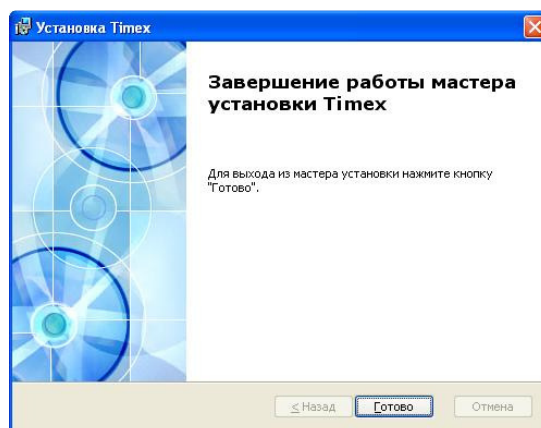 Установка Timex
Завершение работы мастера
установки Timex
Для выхода из мастера установки нажмите кнопку
"Готово".
< Назад
Готово
Отмена